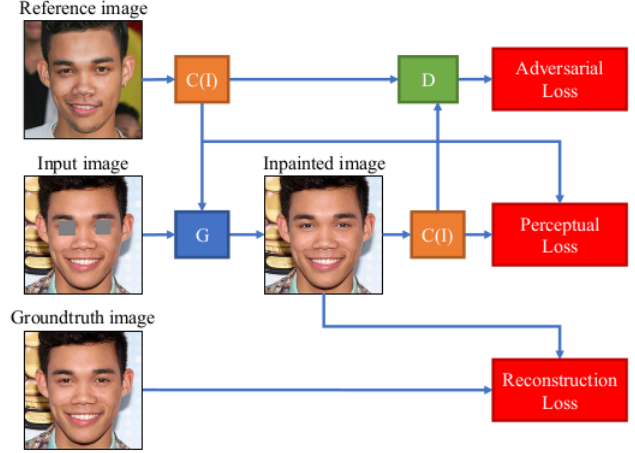 Reference image
C(I)
D
Adversarial
Loss
Input image
Inpainted image
G
C(I)
Perceptual
Loss
Groundtruth image
Reconstruction
Loss